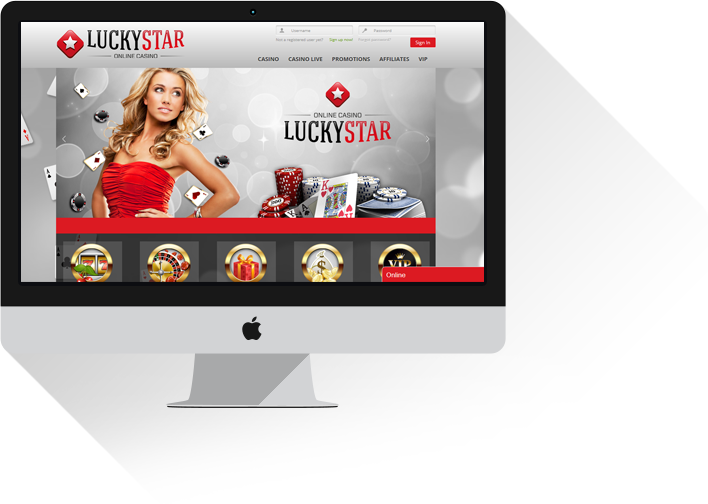 LUCKYSTAR
ONLINE CASINO
Username
Password
Not a registered user yet? Sign up now!
Forgot password?
Sign In
CASINO CASINO LIVE PROMOTIONS AFFILIATES VIP
ONLINE CASINO
LUCKYSTAR
K
A
A
VIP
Online